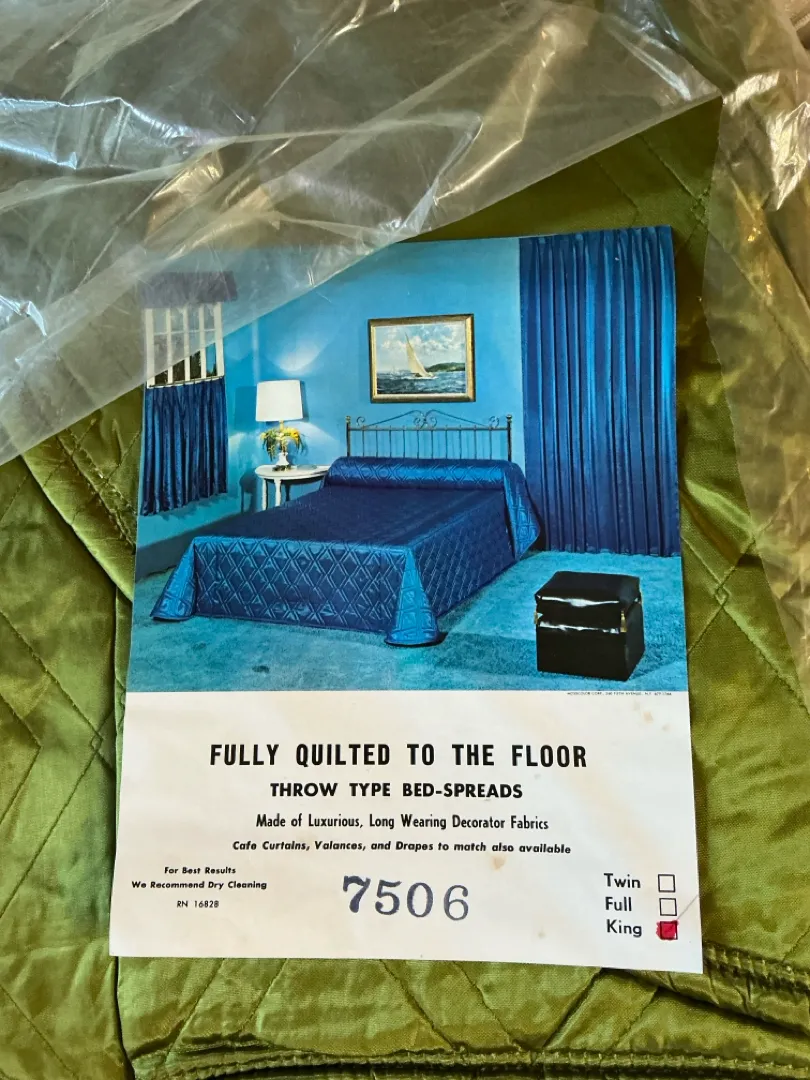 FULLY QUILTED TO THE FLOOR
THROW TYPE BED-SPREADS
Made of Luxurious, Long Wearing Decorator Fabrics
Cafe Curtains, Valances, and Drapes to match also available
For Best Results
We Recommend Dry Cleaning
RN 16828
7506
Twin
Full
King